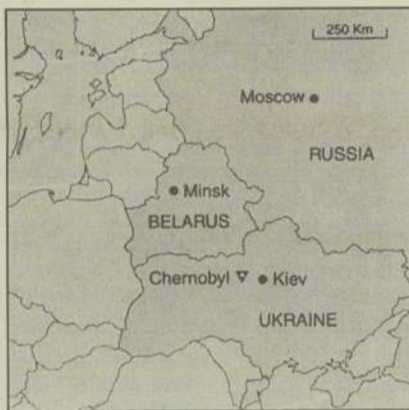 250 Km
Moscow
RUSSIA
Minsk
BELARUS
Chernobyl
Kiev
UKRAINE